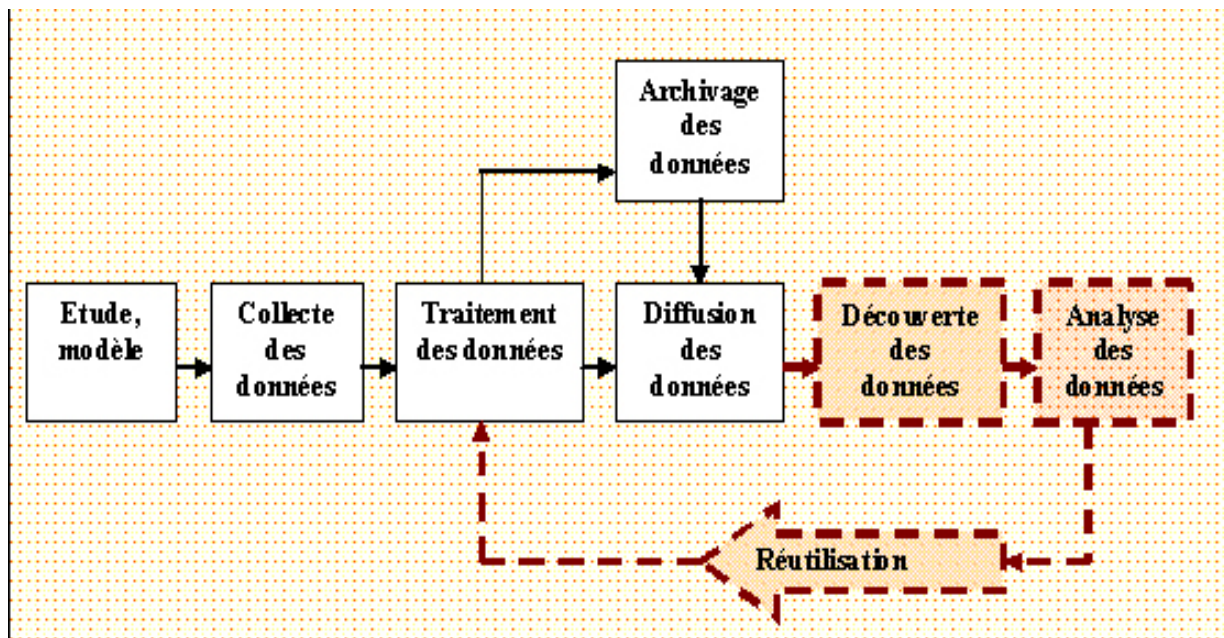 Archivage
des
données
Etude,
modèle
Collecte
des
données
Traitement
des données
Diffusion
des
données
Découverte
des
données
Analyse
des
données
Réutilisation